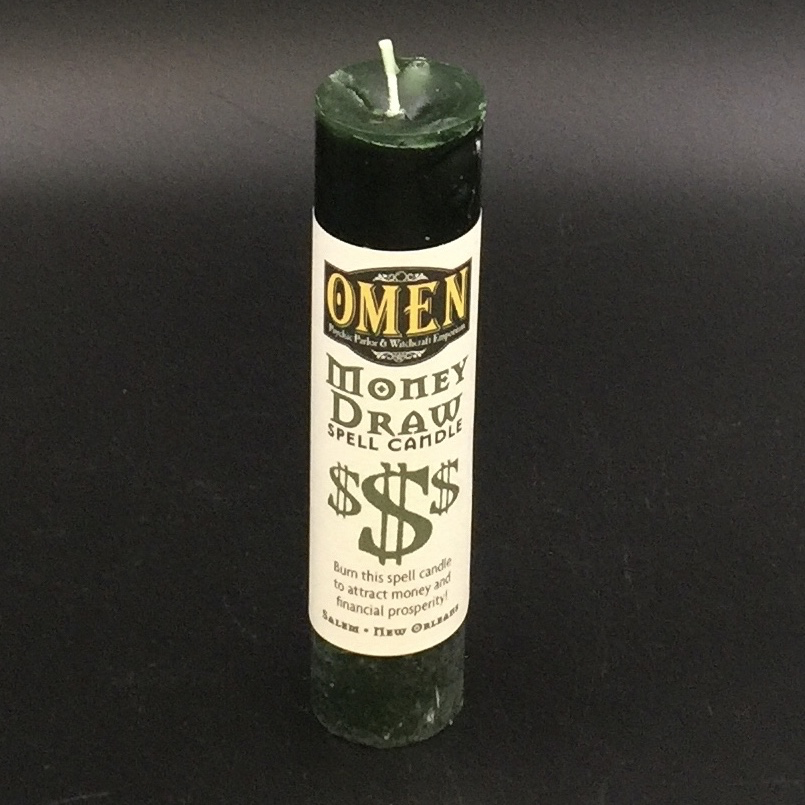 OMEN
Psychic Parlor & Witchcraft Emporium
Money
Draw
SPELL CANDLE
$ $ $
Burn this spell candle
to attract money and
financial prosperity!
Salem • New Orleans